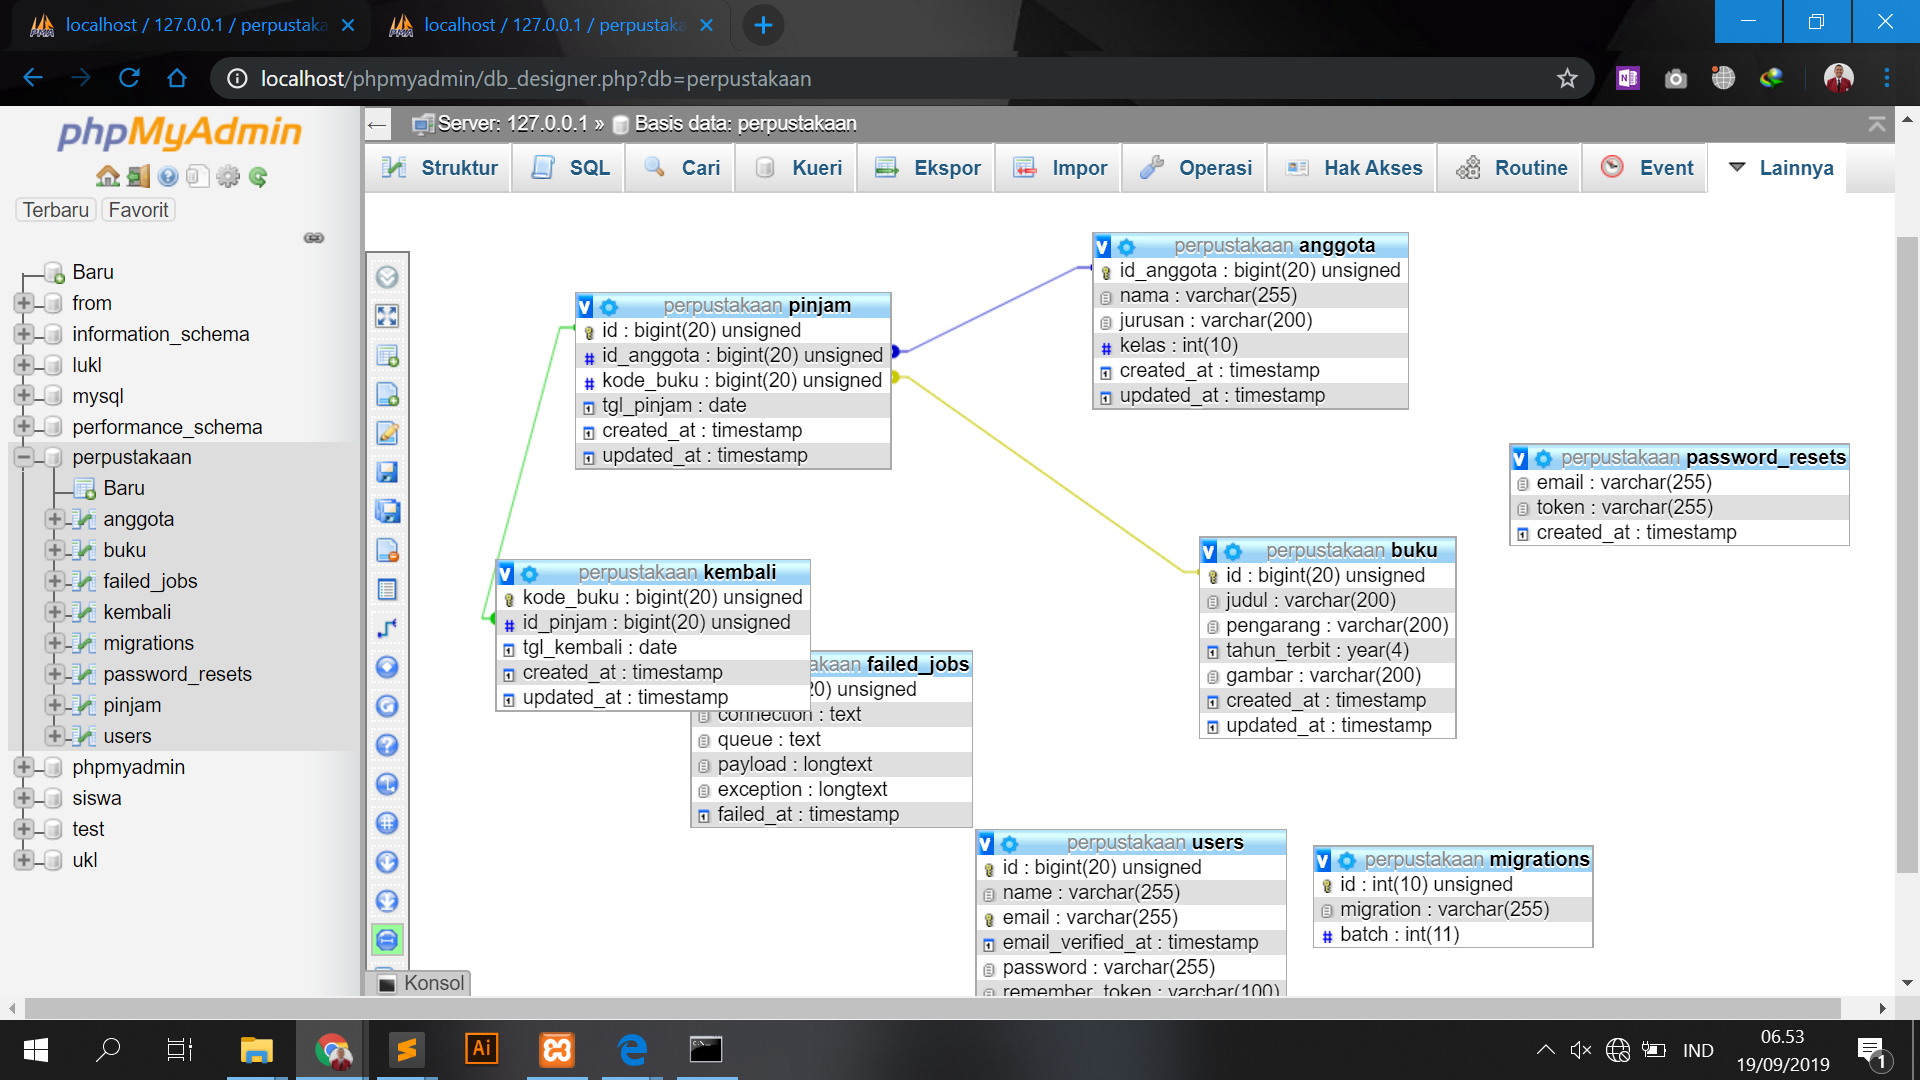 localhost / 127.0.0.1 / perpustaka
localhost / 127.0.0.1 / perpustaka
localhost/phpmyadmin/db_designer.php?db=perpustakaan
phpMyAdmin
Terbaru Favorit
Baru
from
information_schema
lukl
mysql
performance_schema
perpustakaan
Baru
anggota
buku
failed_jobs
kembali
migrations
password_resets
pinjam
users
phpmyadmin
siswa
test
ukl
Server: 127.0.0.1 » Basis data: perpustakaan
Struktur SQL Cari Kueri Ekspor Impor Operasi Hak Akses Routine Event Lainnya
perpustakaan pinjam
id : bigint(20) unsigned
id_anggota : bigint(20) unsigned
kode_buku : bigint(20) unsigned
tgl_pinjam : date
created_at : timestamp
updated_at : timestamp
perpustakaan anggota
id_anggota : bigint(20) unsigned
nama : varchar(255)
jurusan : varchar(200)
kelas : int(10)
created_at : timestamp
updated_at : timestamp
perpustakaan password_resets
email : varchar(255)
token : varchar(255)
created_at : timestamp
perpustakaan kembali
kode_buku : bigint(20) unsigned
id_pinjam : bigint(20) unsigned
tgl_kembali : date
created_at : timestamp
updated_at : timestamp
perpustakaan buku
id : bigint(20) unsigned
judul : varchar(200)
pengarang : varchar(200)
tahun_terbit : year(4)
gambar : varchar(200)
created_at : timestamp
updated_at : timestamp
akaan failed_jobs
20) unsigned
connection : text
queue : text
payload : longtext
exception : longtext
failed_at : timestamp
perpustakaan users
id : bigint(20) unsigned
name : varchar(255)
email : varchar(255)
email_verified_at : timestamp
password : varchar(255)
remember_token : varchar(100)
perpustakaan migrations
id : int(10) unsigned
migration : varchar(255)
batch : int(11)
Konsol
Ai
IND
06.53
19/09/2019
1